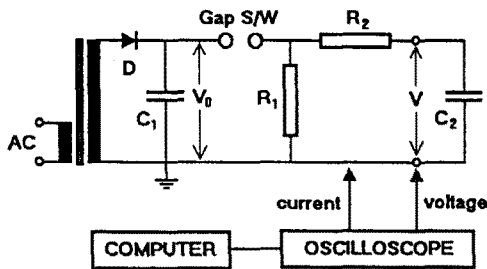 Gap S/W
R₂
D
V₀
C₁
R₁
V
C₂
AC
current
voltage
COMPUTER
OSCILLOSCOPE